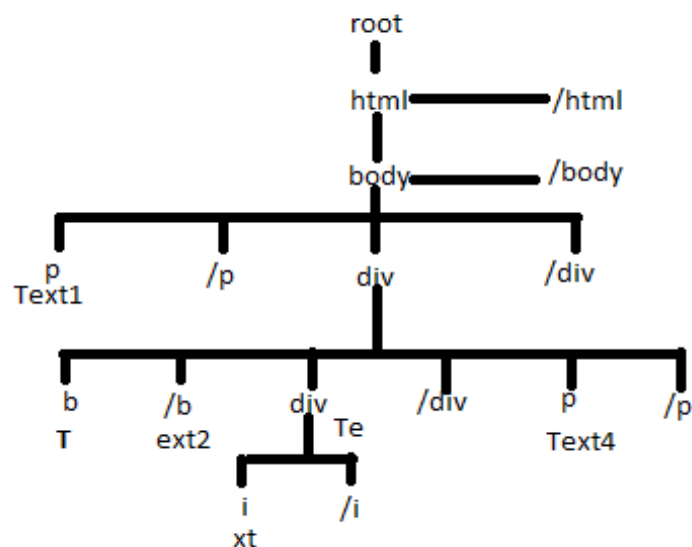 root
html /html
body /body
p /p div /div
Text1
b /b div /div p /p
T ext2 Te Text4
i /i
xt